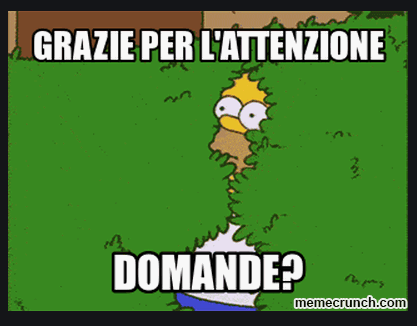 GRAZIE PER L'ATTENZIONE
DOMANDE?
memecrunch.com